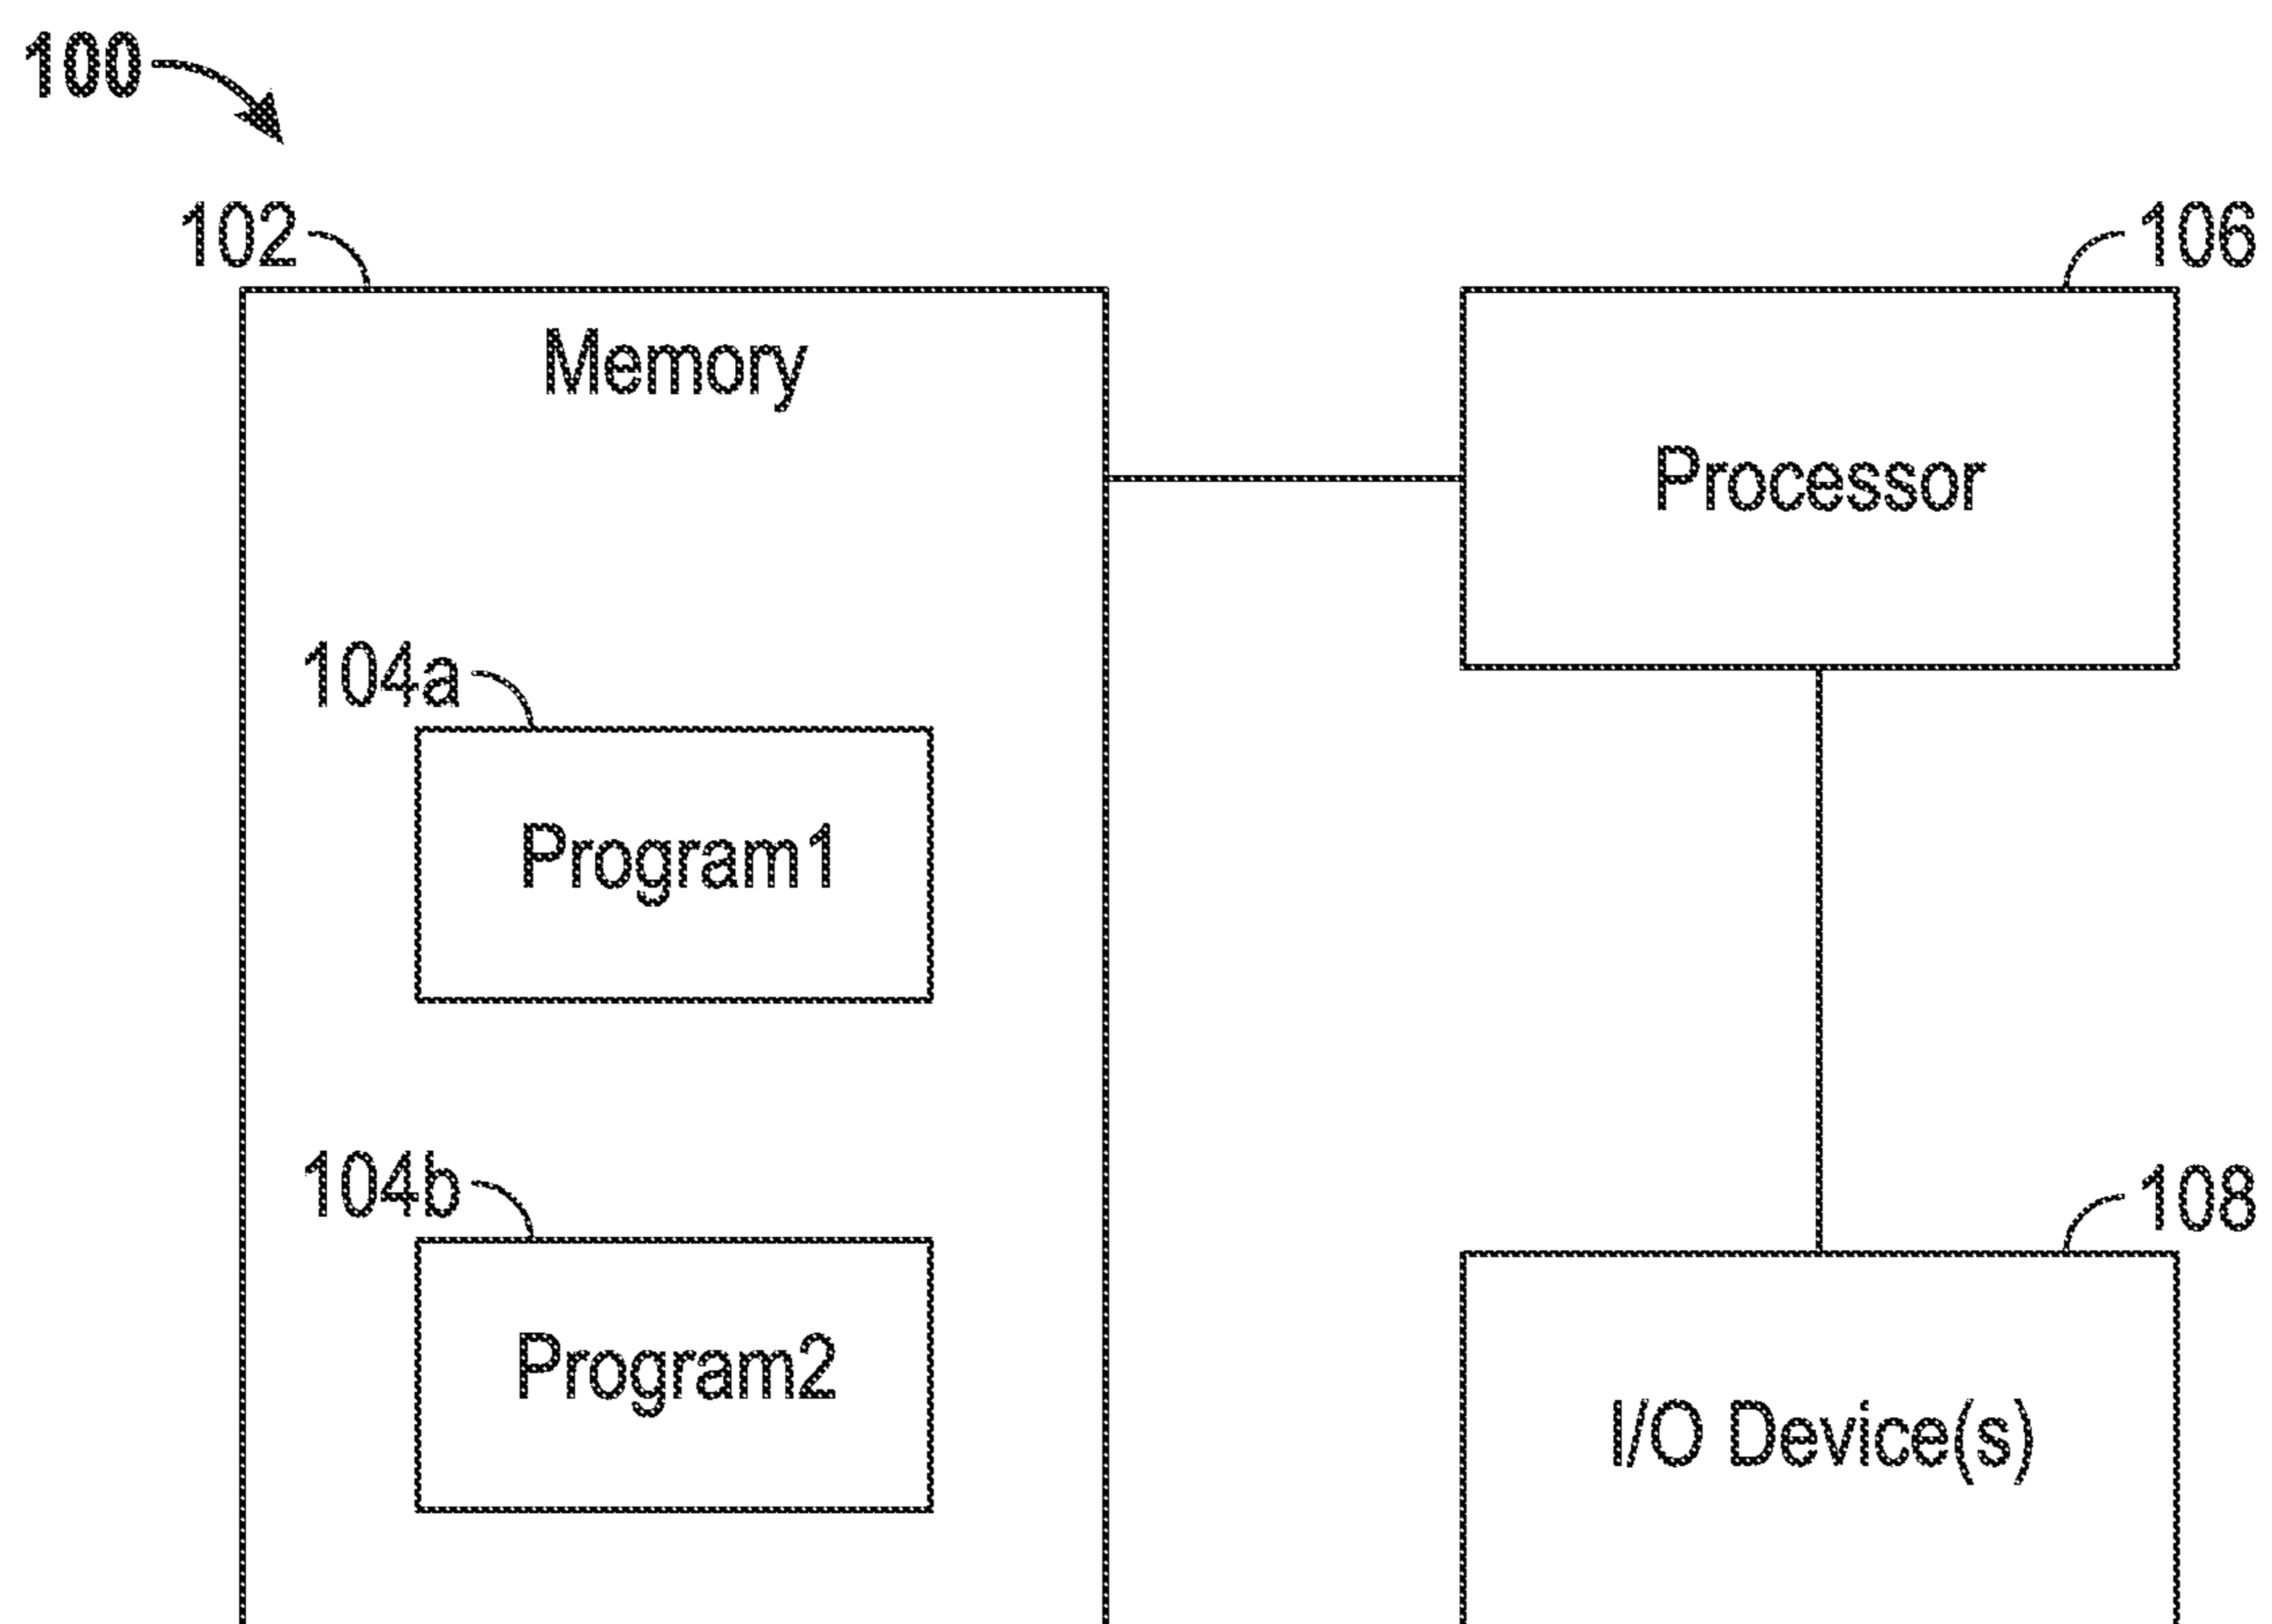 100
102
106
Memory
Processor
104a
Program1
104b
108
Program2
I/O Device(s)